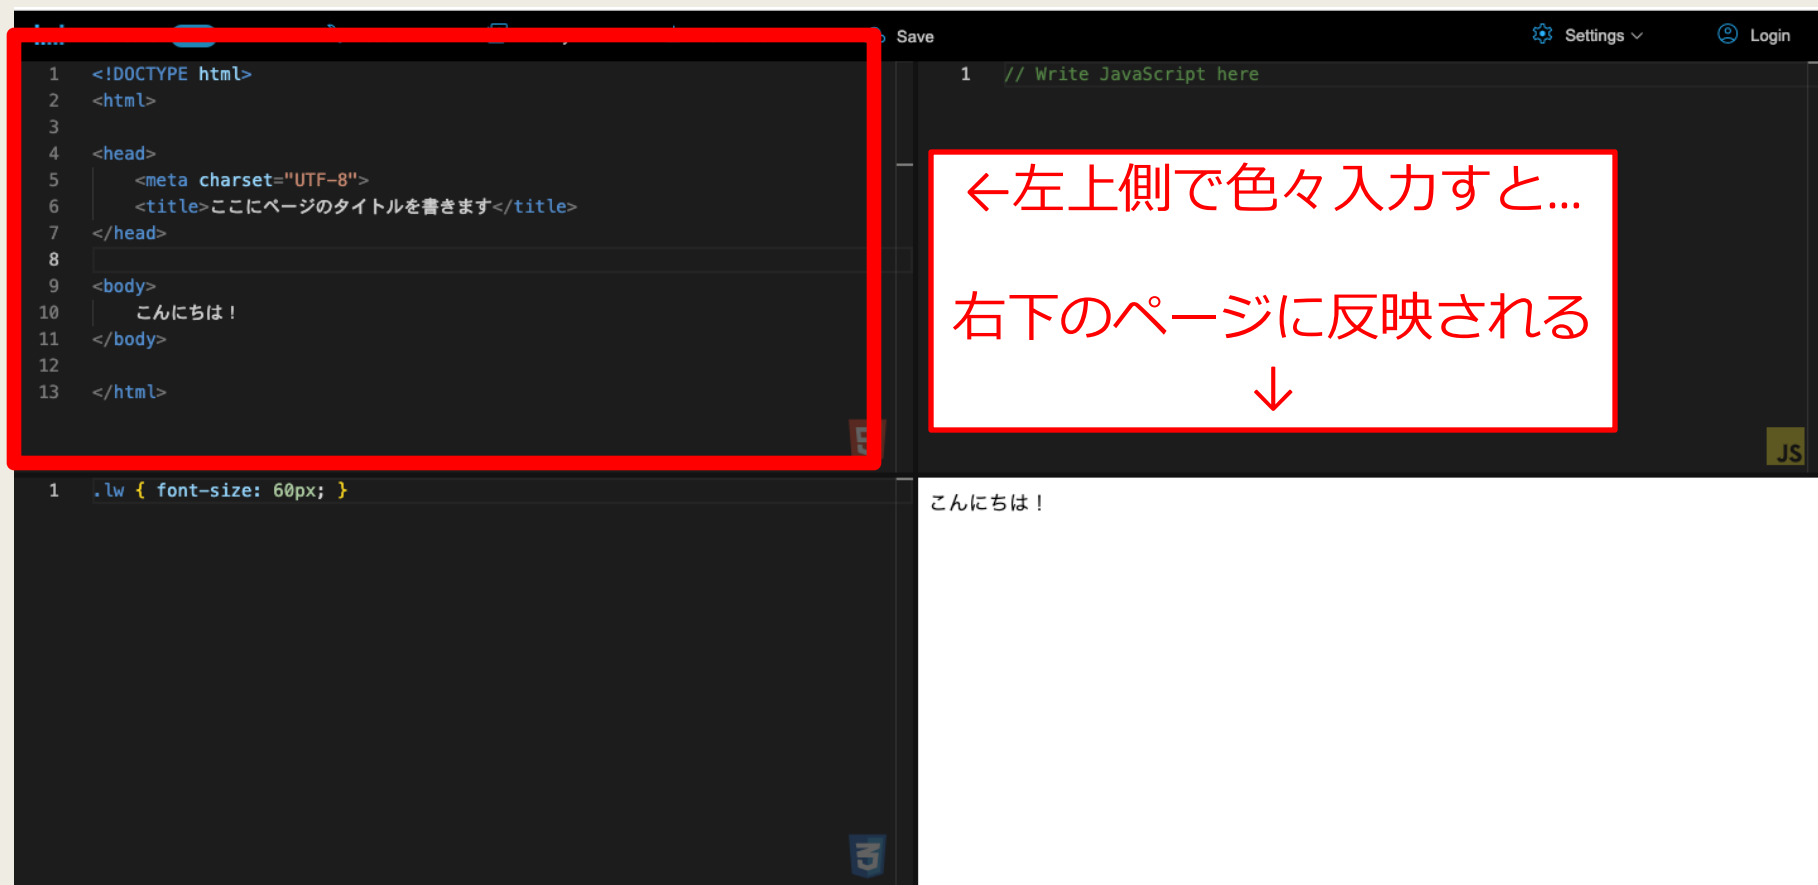 Save
Settings
Login
1 <!DOCTYPE html>
2 <html>
3
4 <head>
5 <meta charset="UTF-8">
6 <title>ここにページのタイトルを書きます</title>
7 </head>
8
9 <body>
10 こんにちは！
11 </body>
12
13 </html>
1 // Write JavaScript here
←左上側で色々入力すと...
右下のページに反映される
↓
JS
1 .lw { font-size: 60px; }
こんにちは！